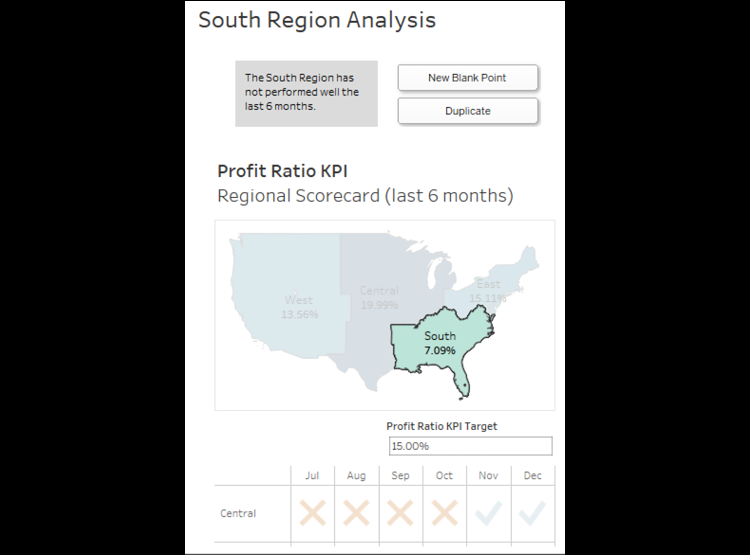 South Region Analysis
The South Region has
not performed well the
last 6 months.
New Blank Point
Duplicate
Profit Ratio KPI
Regional Scorecard (last 6 months)
West
13.56%
Central
19.99%
East
15.11%
South
7.09%
Profit Ratio KPI Target
15.00%
Jul Aug Sep Oct Nov Dec
Central